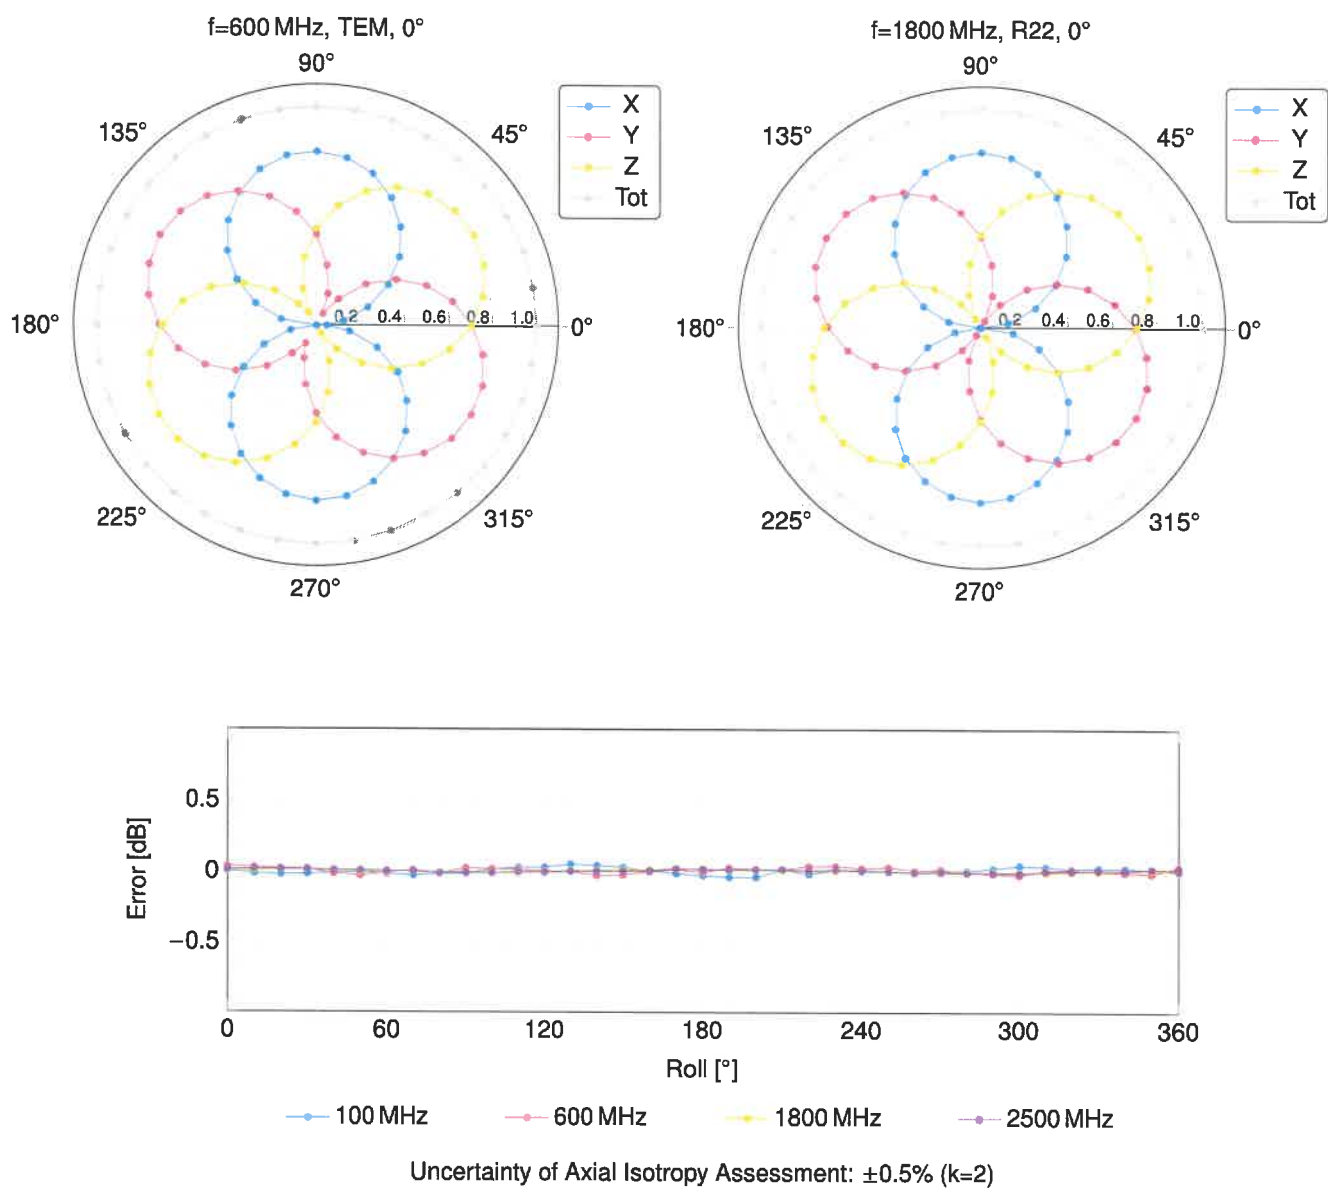 f=600 MHz, TEM, 0°
90°
135°
45°
X
Y
Z
Tot
180°
0.2 0.4 0.6 0.8 1.0
0°
225°
315°
270°
f=1800 MHz, R22, 0°
90°
135°
45°
X
Y
Z
Tot
180°
0.2 0.4 0.6 0.8 1.0
0°
225°
315°
270°
Error [dB]
0.5
0
−0.5
0 60 120 180 240 300 360
Roll [°]
100 MHz 600 MHz 1800 MHz 2500 MHz
Uncertainty of Axial Isotropy Assessment: ±0.5% (k=2)